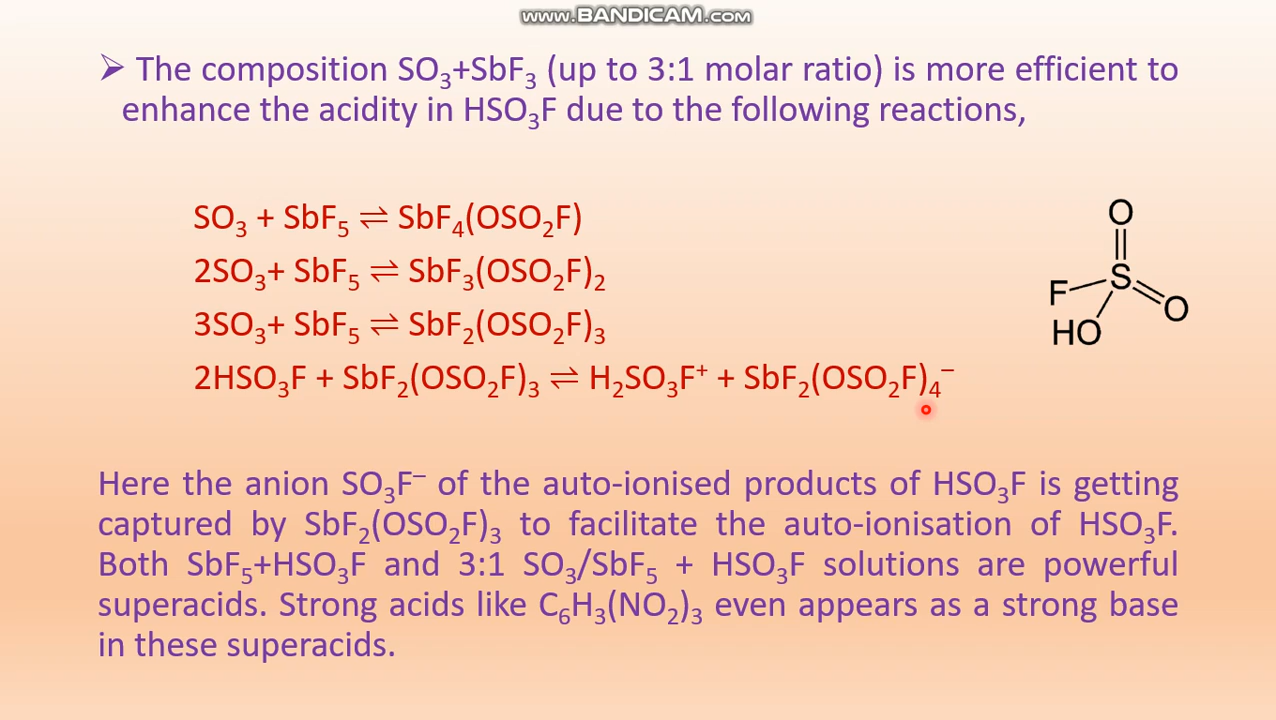 www.BANDICAM.com
➢ The composition SO₃+SbF₃ (up to 3:1 molar ratio) is more efficient to
enhance the acidity in HSO₃F due to the following reactions,
SO₃ + SbF₅ ⇌ SbF₄(OSO₂F)
2SO₃+ SbF₅ ⇌ SbF₃(OSO₂F)₂
3SO₃+ SbF₅ ⇌ SbF₂(OSO₂F)₃
2HSO₃F + SbF₂(OSO₂F)₃ ⇌ H₂SO₃F⁺ + SbF₂(OSO₂F)₄⁻
O
S
F
O
HO
Here the anion SO₃F⁻ of the auto-ionised products of HSO₃F is getting
captured by SbF₂(OSO₂F)₃ to facilitate the auto-ionisation of HSO₃F.
Both SbF₅+HSO₃F and 3:1 SO₃/SbF₅ + HSO₃F solutions are powerful
superacids. Strong acids like C₆H₃(NO₂)₃ even appears as a strong base
in these superacids.